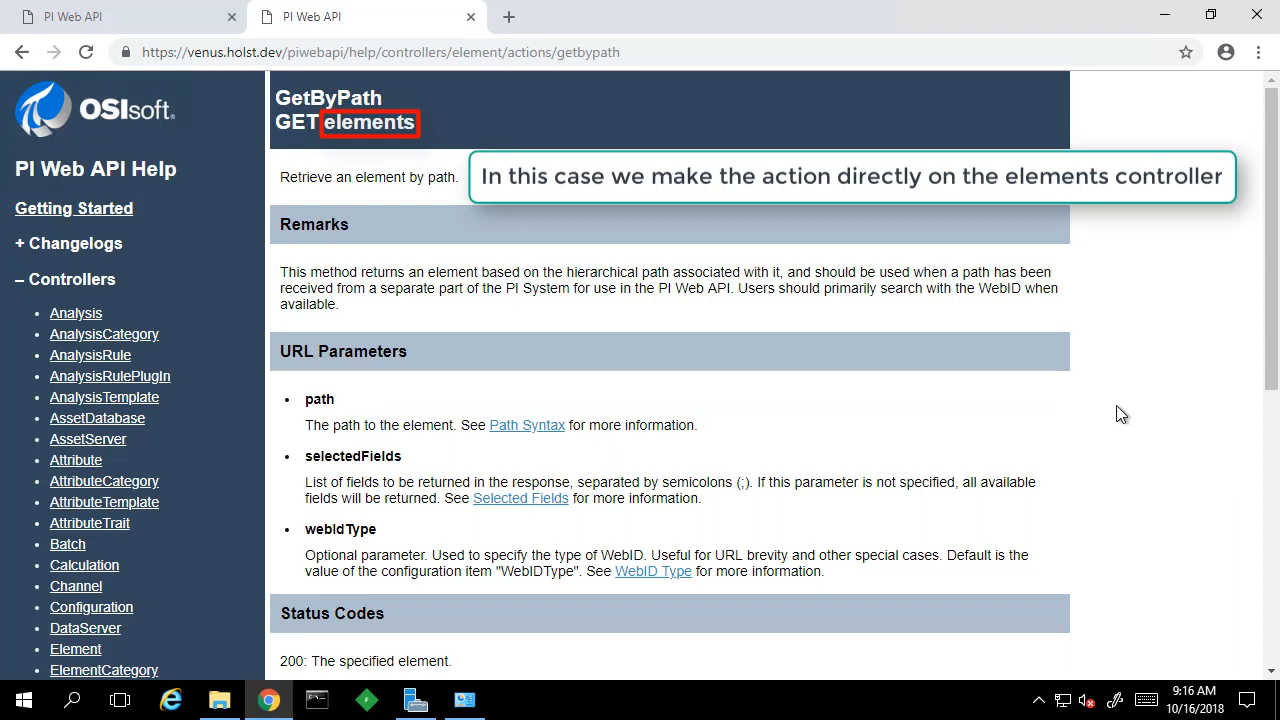 PI Web API
PI Web API
https://venus.holst.dev/piwebapi/help/controllers/element/actions/getbypath
OSIsoft.
PI Web API Help
Getting Started
+ Changelogs
– Controllers
• Analysis
• AnalysisCategory
• AnalysisRule
• AnalysisRulePlugIn
• AnalysisTemplate
• AssetDatabase
• AssetServer
• Attribute
• AttributeCategory
• AttributeTemplate
• AttributeTrait
• Batch
• Calculation
• Channel
• Configuration
• DataServer
• Element
• ElementCategory
GetByPath
GET elements
In this case we make the action directly on the elements controller
Retrieve an element by path.
Remarks
This method returns an element based on the hierarchical path associated with it, and should be used when a path has been
received from a separate part of the PI System for use in the PI Web API. Users should primarily search with the WebID when
available.
URL Parameters
• path
The path to the element. See Path Syntax for more information.
• selectedFields
List of fields to be returned in the response, separated by semicolons (;). If this parameter is not specified, all available
fields will be returned. See Selected Fields for more information.
• webIdType
Optional parameter. Used to specify the type of WebID. Useful for URL brevity and other special cases. Default is the
value of the configuration item "WebIDType". See WebID Type for more information.
Status Codes
200: The specified element.
9:16 AM
10/16/2018